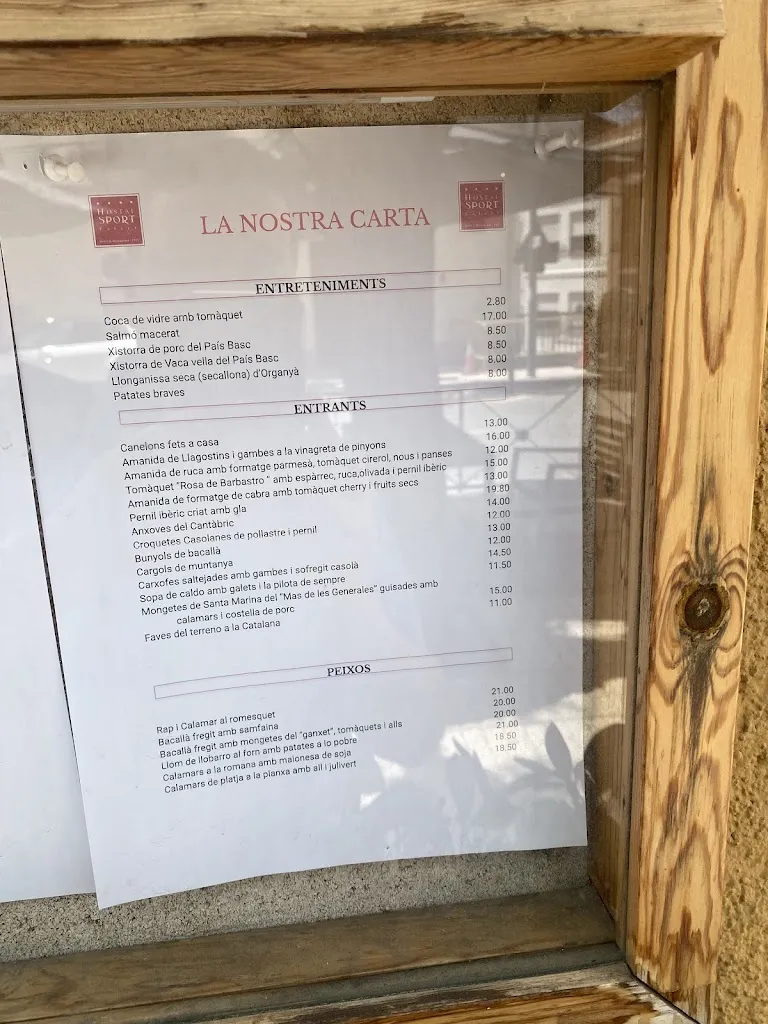 HOSTAL
SPORT
LA NOSTRA CARTA
HOSTAL
SPORT
ENTRETENIMENTS
Coca de vidre amb tomàquet 2.80
Salmó macerat 17.00
Xistorra de porc del País Basc 8.50
Xistorra de Vaca vella del País Basc 8.50
Llonganissa seca (secallona) d'Organyà 8.00
Patates braves 8.00
ENTRANTS
Canelons fets a casa 13.00
Amanida de Llagostins i gambes a la vinagreta de pinyons 16.00
Amanida de ruca amb formatge parmesà, tomàquet cirerol, nous i panses 12.00
Tomàquet "Rosa de Barbastro " amb espàrrec, ruca,olivada i pernil ibèric 15.00
Amanida de formatge de cabra amb tomàquet cherry i fruits secs 13.00
Pernil ibèric criat amb gla 19.80
Anxoves del Cantàbric 14.00
Croquetes Casolanes de pollastre i pernil 12.00
Bunyols de bacallà 13.00
Cargols de muntanya 12.00
Carxofes saltejades amb gambes i sofregit casolà 14.50
Sopa de caldo amb galets i la pilota de sempre 11.50
Mongetes de Santa Marina del "Mas de les Generales" guisades amb
calamars i costella de porc 15.00
Faves del terreno a la Catalana 11.00
PEIXOS
Rap i Calamar al romesquet 21.00
Bacallà fregit amb samfaina 20.00
Bacallà fregit amb mongetes del "ganxet", tomàquets i alls 20.00
Llom de llobarro al forn amb patates a lo pobre 21.00
Calamars a la romana amb maionesa de soja 18.50
Calamars de platja a la planxa amb all i julivert 18.50